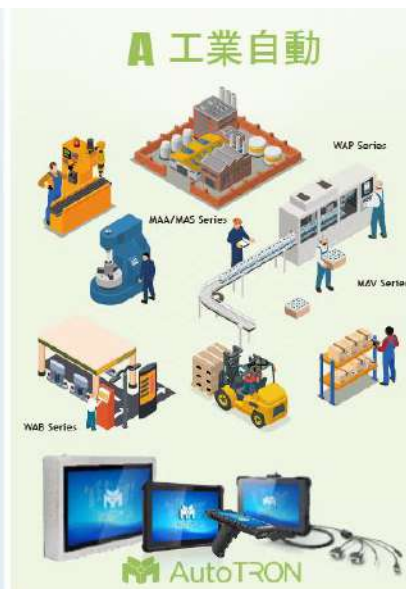 A 工業自動
WAP Series
MAA/MAS Series
MAV Series
WAB Series
AutoTRON